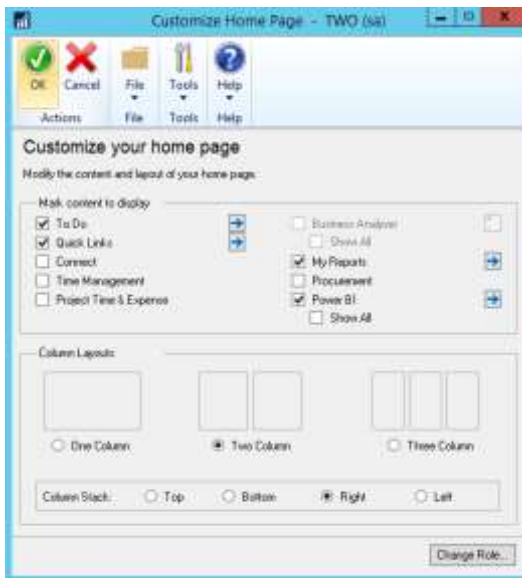 Customize Home Page - TWO (sa)
OK Cancel File Tools Help
Actions File Tools Help
Customize your home page
Modify the content and layout of your home page.
Mark content to display
To Do Business Analyzer
Quick Links Show All
Connect My Reports
Time Management Procurement
Project Time & Expense Power BI
Show All
Column Layouts
One Column Two Column Three Column
Column Stack: Top Bottom Right Left
Change Role...